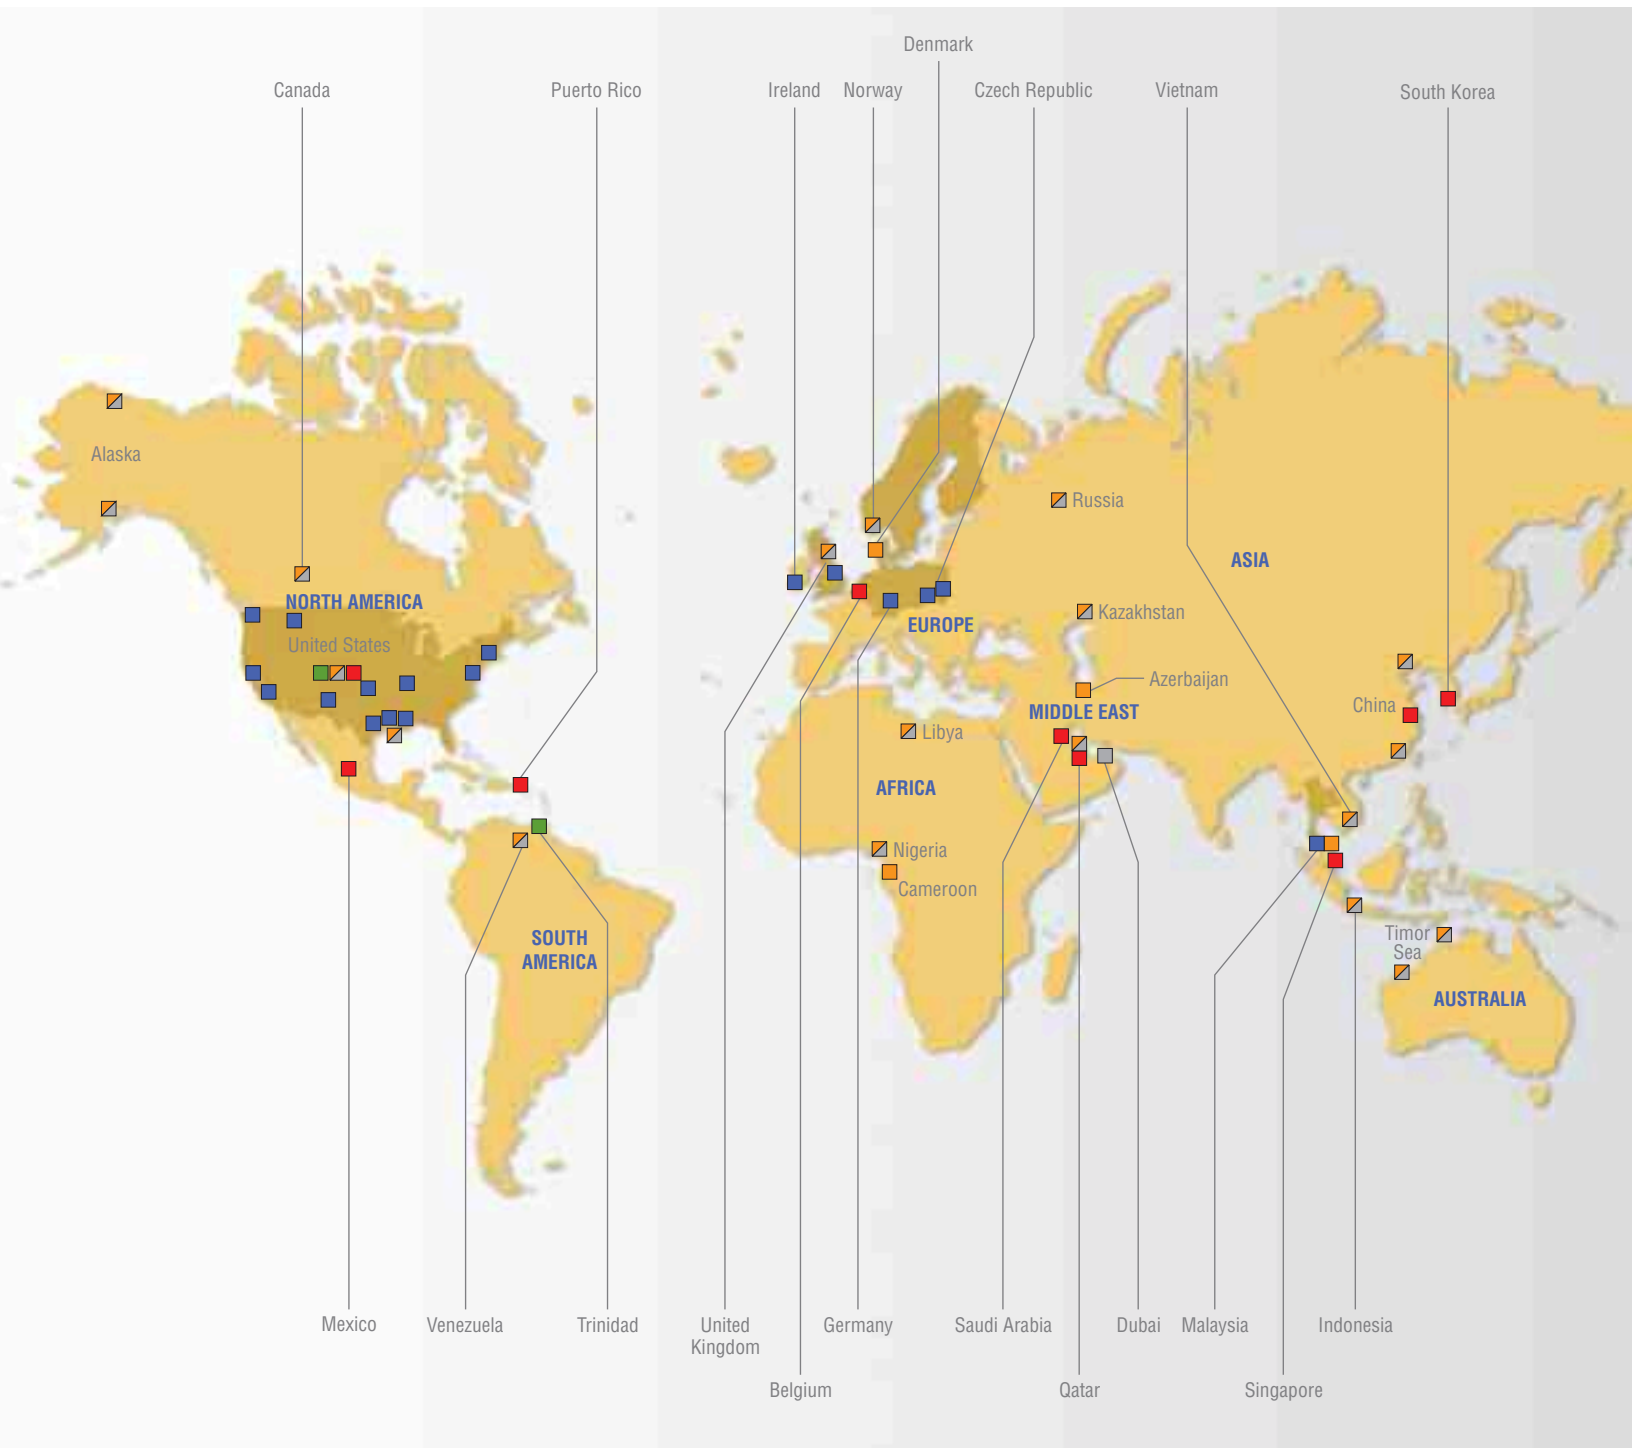 Denmark
Canada
Puerto Rico
Ireland
Norway
Czech Republic
Vietnam
South Korea
Alaska
Russia
ASIA
NORTH AMERICA
Kazakhstan
EUROPE
United States
Azerbaijan
China
MIDDLE EAST
Libya
AFRICA
Nigeria
Cameroon
SOUTH
AMERICA
Timor
Sea
AUSTRALIA
Mexico
Venezuela
Trinidad
United
Kingdom
Germany
Saudi Arabia
Dubai
Malaysia
Indonesia
Belgium
Qatar
Singapore